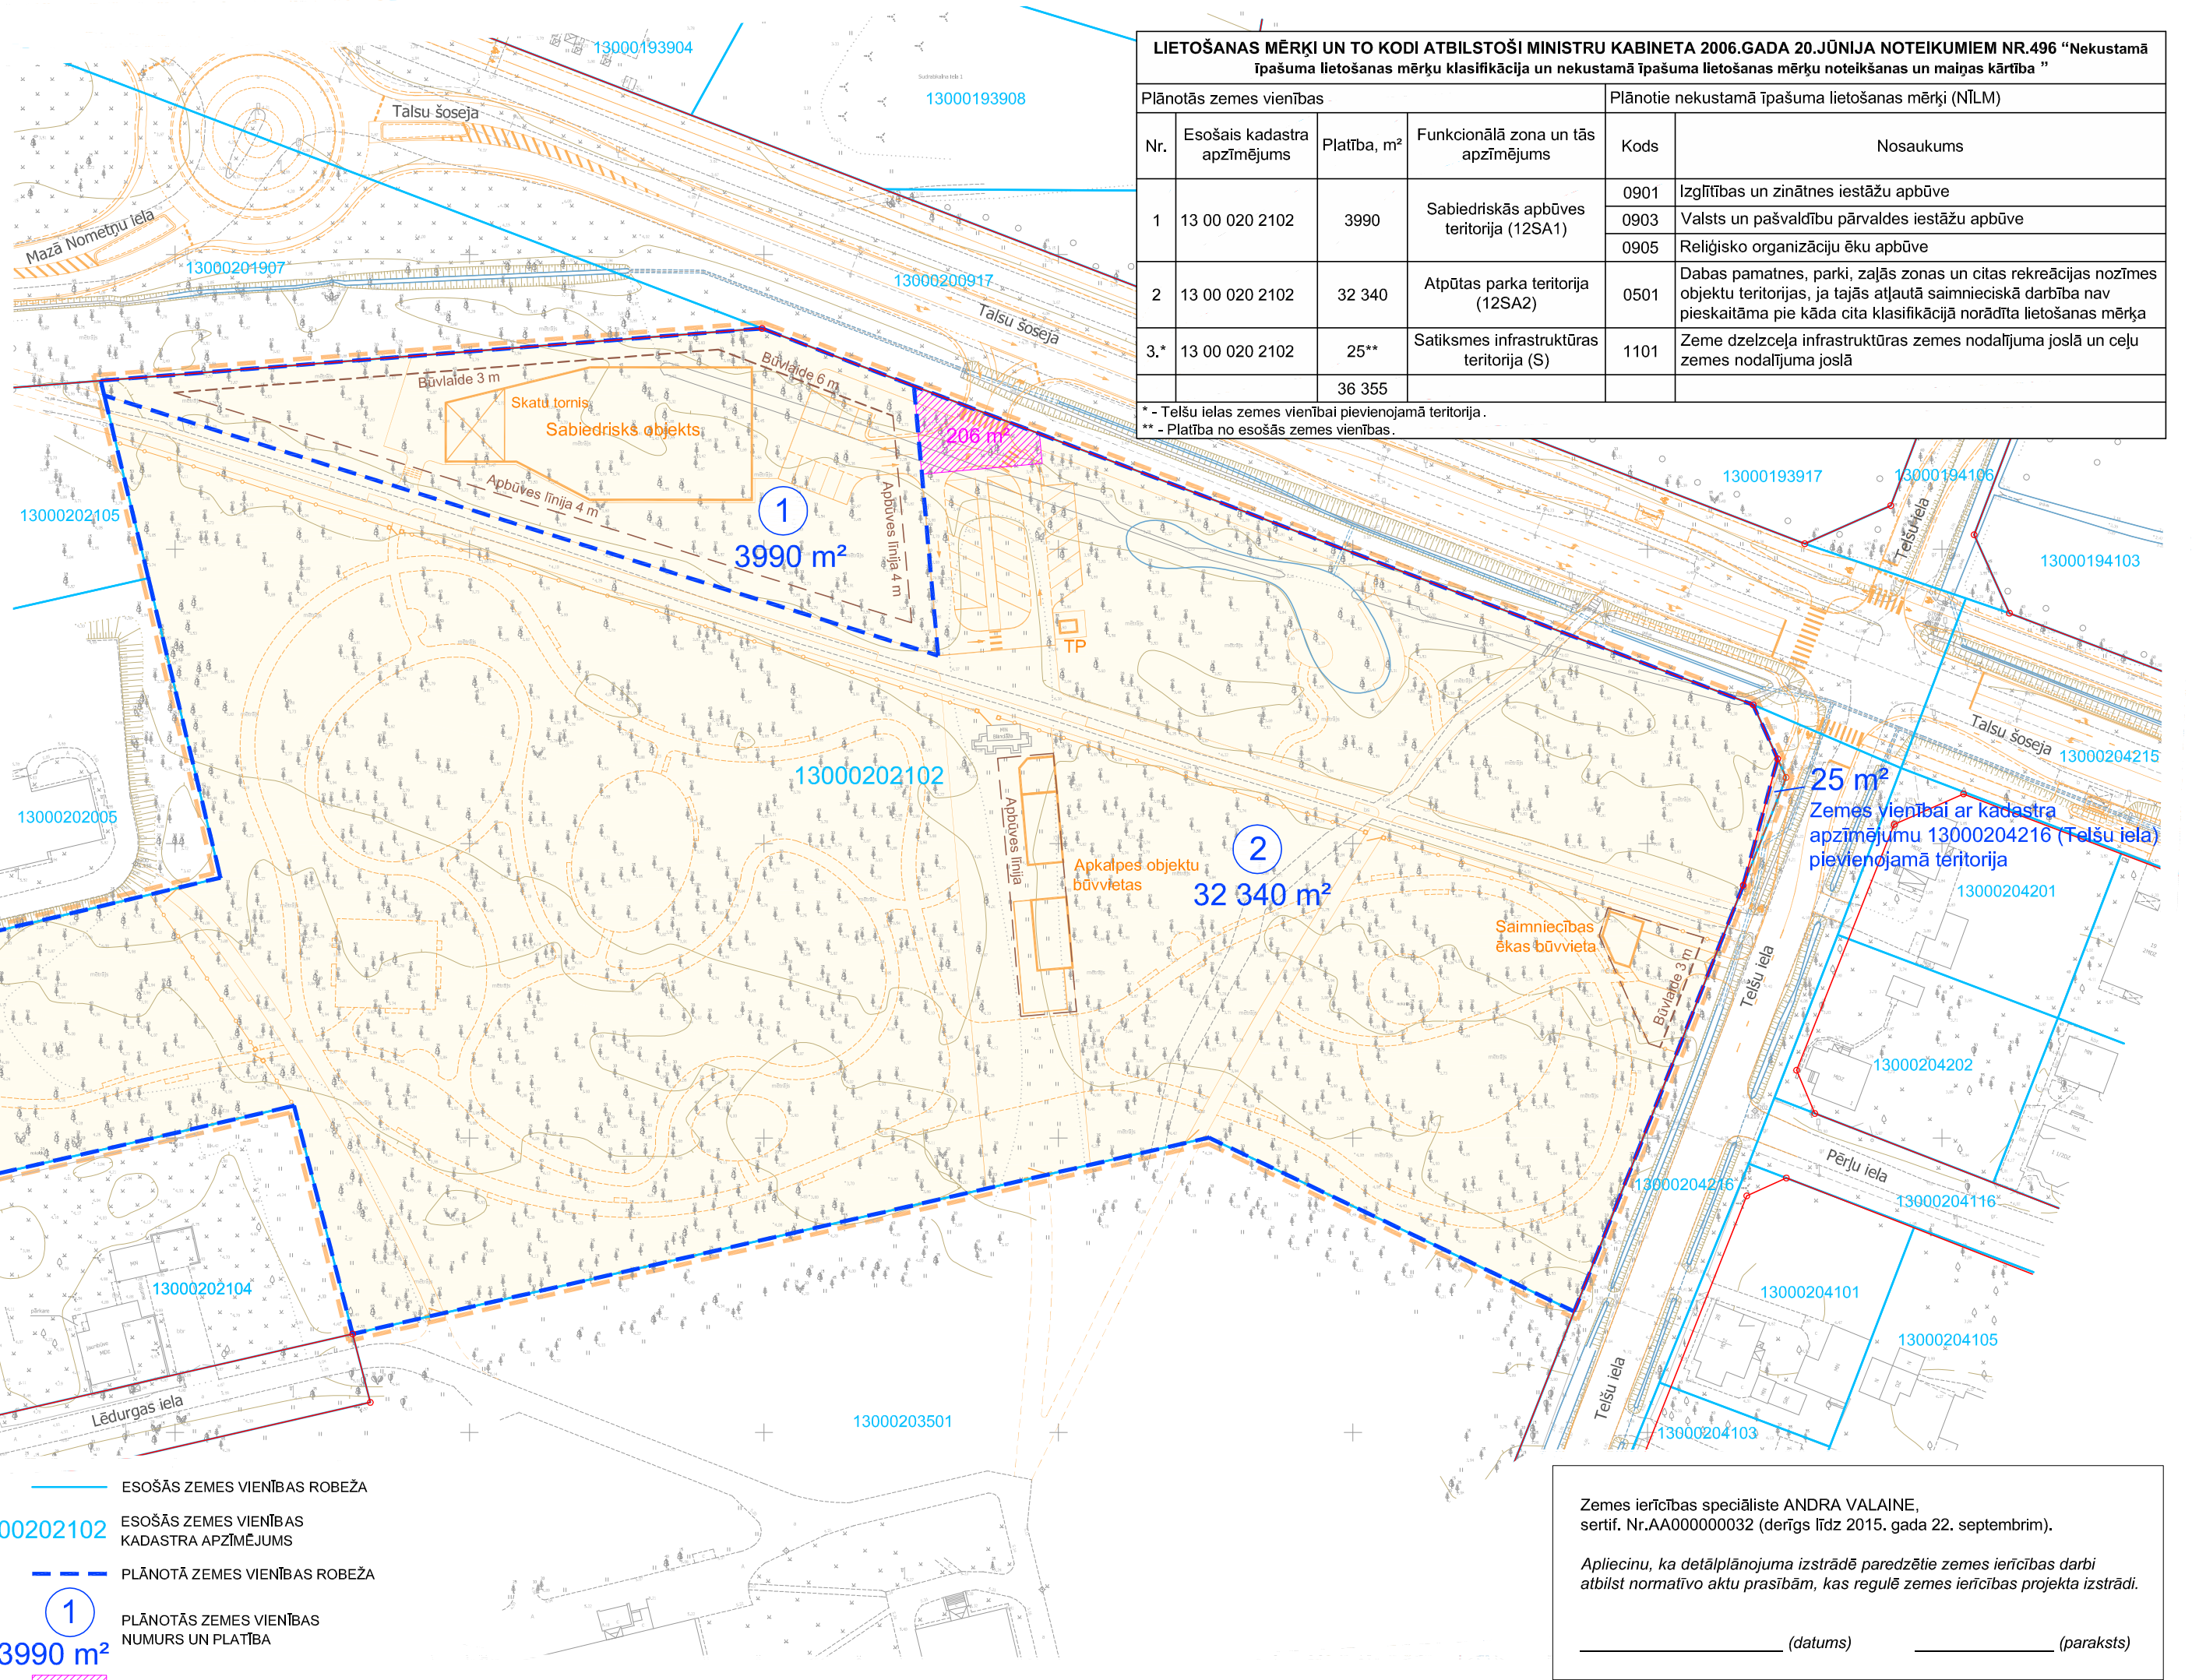 LIETOŠANAS MĒRĶI UN TO KODI ATBILSTOŠI MINISTRU KABINETA 2006.GADA 20.JŪNIJA NOTEIKUMIEM NR.496 “Nekustamā
īpašuma lietošanas mērķu klasifikācija un nekustamā īpašuma lietošanas mērķu noteikšanas un maiņas kārtība ”
Plānotās zemes vienības
Plānotie nekustamā īpašuma lietošanas mērķi (NĪLM)
Nr.
Esošais kadastra
apzīmējums
Platība, m²
Funkcionālā zona un tās
apzīmējums
Kods
Nosaukums
1
13 00 020 2102
3990
Sabiedriskās apbūves
teritorija (12SA1)
0901
Izglītības un zinātnes iestāžu apbūve
0903
Valsts un pašvaldību pārvaldes iestāžu apbūve
0905
Reliģisko organizāciju ēku apbūve
2
13 00 020 2102
32 340
Atpūtas parka teritorija
(12SA2)
0501
Dabas pamatnes, parki, zaļās zonas un citas rekreācijas nozīmes
objektu teritorijas, ja tajās atļautā saimnieciskā darbība nav
pieskaitāma pie kāda cita klasifikācijā norādīta lietošanas mērķa
3.*
13 00 020 2102
25**
Satiksmes infrastruktūras
teritorija (S)
1101
Zeme dzelzceļa infrastruktūras zemes nodalījuma joslā un ceļu
zemes nodalījuma joslā
36 355
* - Telšu ielas zemes vienībai pievienojamā teritorija.
** - Platība no esošās zemes vienības.
13000193904
13000193908
Talsu šoseja
Mazā Nometņu iela
13000201907
13000200917
Talsu šoseja
Būvlaide 3 m
Būvlaide 6 m
Skatu tornis
Sabiedrisks objekts
206 m²
Apbūves līnija 4 m
Apbūves līnija 4 m
1
3990 m²
13000202105
13000193917
13000194106
Telšu iela
13000194103
TP
13000202102
Talsu šoseja
13000204215
25 m²
Zemes vienībai ar kadastra
apzīmējumu 13000204216 (Telšu iela)
pievienojamā teritorija
13000202005
Apbūves līnija
2
32 340 m²
Apkalpes objektu
būvvietas
13000204201
Saimniecības
ēkas būvvieta
Būvlaide 3 m
Telšu iela
13000204202
Pērļu iela
13000204216
13000204116
13000202104
13000204101
13000204105
Lēdurgas iela
13000203501
Telšu iela
13000204103
ESOŠĀS ZEMES VIENĪBAS ROBEŽA
00202102
ESOŠĀS ZEMES VIENĪBAS
KADASTRA APZĪMĒJUMS
PLĀNOTĀ ZEMES VIENĪBAS ROBEŽA
1
3990 m²
PLĀNOTĀS ZEMES VIENĪBAS
NUMURS UN PLATĪBA
Zemes ierīcības speciāliste ANDRA VALAINE,
sertif. Nr.AA000000032 (derīgs līdz 2015. gada 22. septembrim).
Apliecinu, ka detālplānojuma izstrādē paredzētie zemes ierīcības darbi
atbilst normatīvo aktu prasībām, kas regulē zemes ierīcības projekta izstrādi.
(datums)
(paraksts)